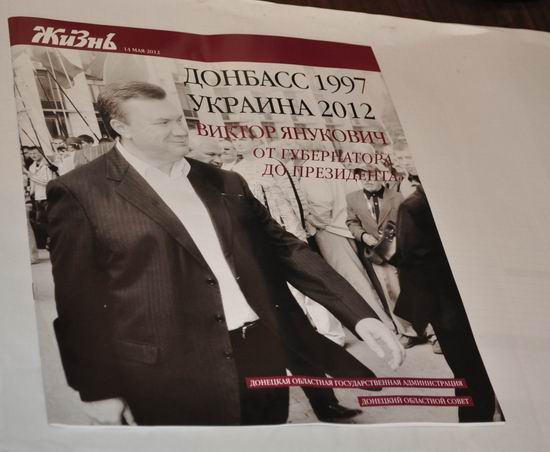 ЖИЗНЬ
14 МАЯ 2012
ДОНБАСС 1997
УКРАИНА 2012
ВИКТОР ЯНУКОВИЧ
ОТ ГУБЕРНАТОРА
ДО ПРЕЗИДЕНТА
ДОНЕЦКАЯ ОБЛАСТНАЯ ГОСУДАРСТВЕННАЯ АДМИНИСТРАЦИЯ
ДОНЕЦКИЙ ОБЛАСТНОЙ СОВЕТ